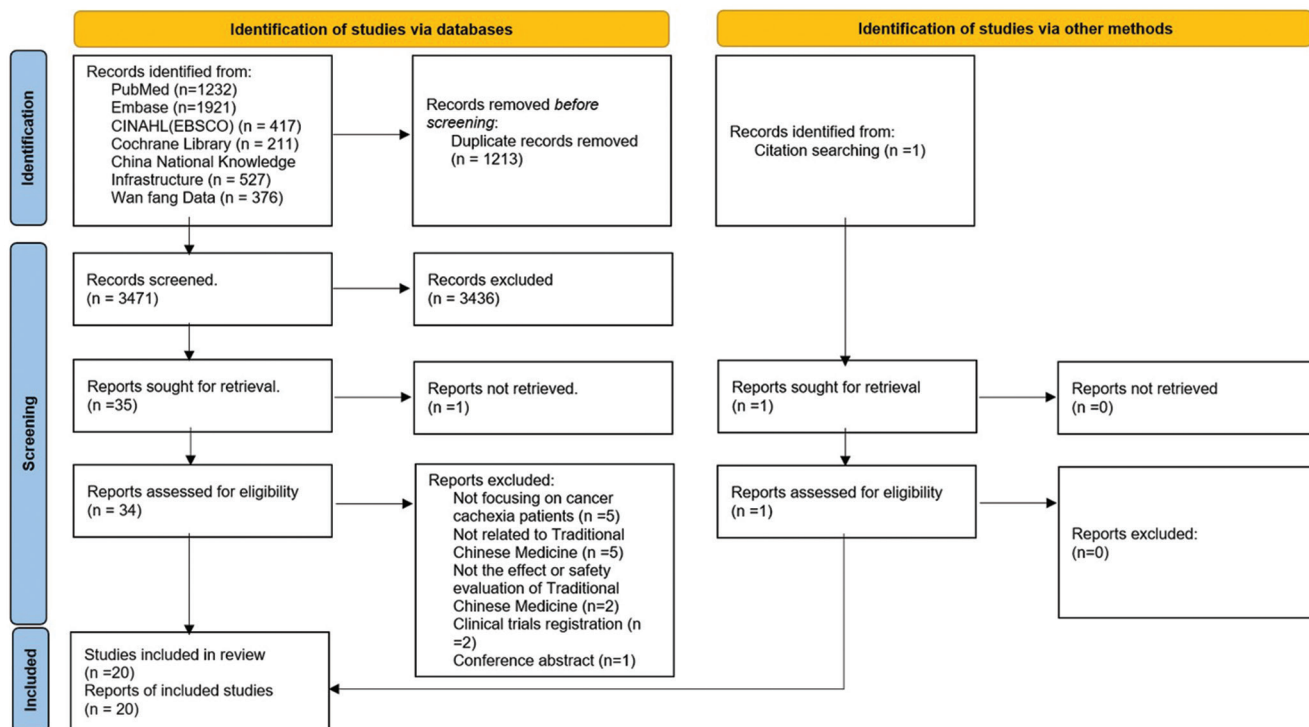 Identification of studies via databases
Identification of studies via other methods
Identification
Records identified from:
PubMed (n=1232)
Embase (n=1921)
CINAHL(EBSCO) (n = 417)
Cochrane Library (n = 211)
China National Knowledge
Infrastructure (n = 527)
Wan fang Data (n = 376)
Records removed before
screening:
Duplicate records removed
(n = 1213)
Records identified from:
Citation searching (n =1)
Screening
Records screened.
(n = 3471)
Records excluded
(n = 3436)
Reports sought for retrieval.
(n =35)
Reports not retrieved.
(n =1)
Reports sought for retrieval
(n =1)
Reports not retrieved
(n =0)
Reports assessed for eligibility
(n = 34)
Reports excluded:
Not focusing on cancer
cachexia patients (n =5)
Not related to Traditional
Chinese Medicine (n =5)
Not the effect or safety
evaluation of Traditional
Chinese Medicine (n=2)
Clinical trials registration (n
=2)
Conference abstract (n=1)
Reports assessed for eligibility
(n =1)
Reports excluded:
(n=0)
Included
Studies included in review
(n =20)
Reports of included studies
(n = 20)